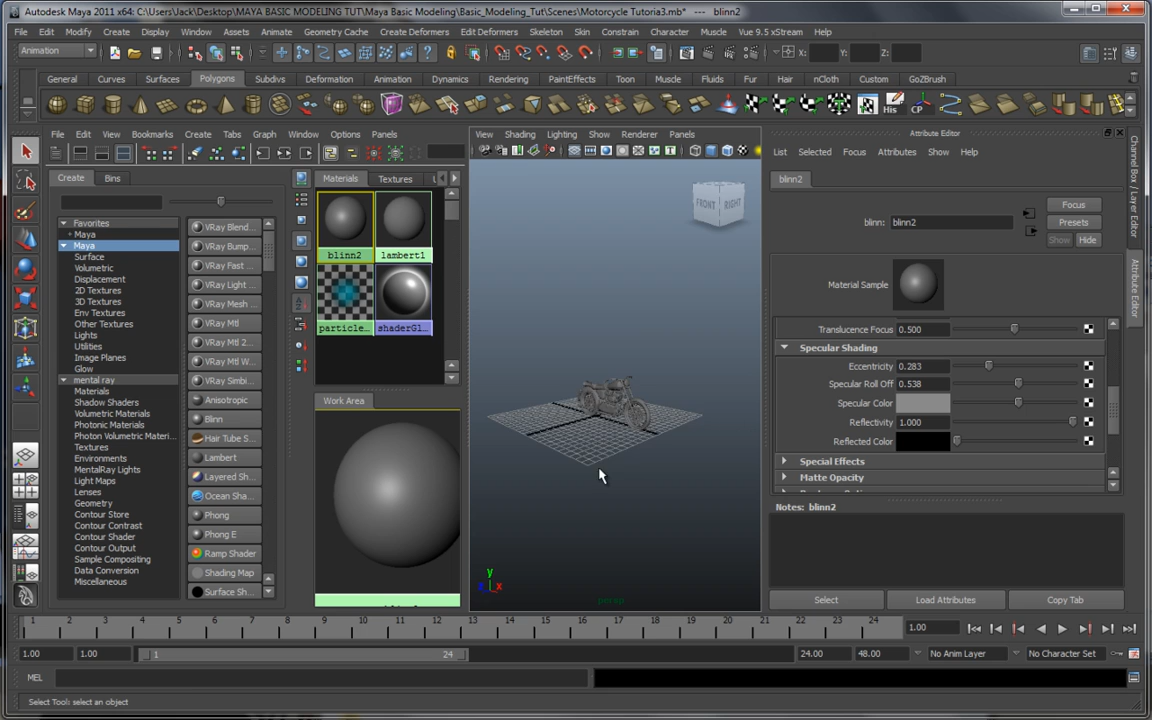 Autodesk Maya 2011 x64: C:\Users\Jack\Desktop\MAYA BASIC MODELING TUT\Maya Basic Modeling\Basic_Modeling_Tut\Scenes\Motorcycle Tutoria3.mb* --- blinn2
File Edit Modify Create Display Window Assets Animate Geometry Cache Create Deformers Edit Deformers Skeleton Skin Constrain Character Muscle Vue 9.5 xStream Help
Animation X: Y: Z:
General Curves Surfaces Polygons Subdivs Deformation Animation Dynamics Rendering PaintEffects Toon Muscle Fluids Fur Hair nCloth Custom GoZBrush
His CP
File Edit View Bookmarks Create Tabs Graph Window Options Panels
View Shading Lighting Show Renderer Panels
Attribute Editor
List Selected Focus Attributes Show Help
Create Bins
Materials Textures
blinn2
Favorites
+ Maya
Maya
Surface
Volumetric
Displacement
2D Textures
3D Textures
Env Textures
Other Textures
Lights
Utilities
Image Planes
Glow
mental ray
Materials
Shadow Shaders
Volumetric Materials
Photonic Materials
Photon Volumetric Materi...
Textures
Environments
MentalRay Lights
Light Maps
Lenses
Geometry
Contour Store
Contour Contrast
Contour Shader
Contour Output
Sample Compositing
Data Conversion
Miscellaneous
VRay Blend...
VRay Bump...
VRay Fast ...
VRay Light ...
VRay Mesh ...
VRay Mtl
VRay Mtl 2...
VRay Mtl W...
VRay Simbi...
Anisotropic
Blinn
Hair Tube S...
Lambert
Layered Sh...
Ocean Sha...
Phong
Phong E
Ramp Shader
Shading Map
Surface Sh...
blinn2 lambert1
particle... shaderGl...
Work Area
FRONT RIGHT
y
z x
persp
blinn: blinn2
Focus
Presets
Show Hide
Material Sample
Translucence Focus 0.500
Specular Shading
Eccentricity 0.283
Specular Roll Off 0.538
Specular Color
Reflectivity 1.000
Reflected Color
Special Effects
Matte Opacity
Notes: blinn2
Select Load Attributes Copy Tab
Channel Box / Layer Editor
Attribute Editor
1 2 3 4 5 6 7 8 9 10 11 12 13 14 15 16 17 18 19 20 21 22 23 24 1.00
1.00 1.00 1 24 24.00 48.00 No Anim Layer No Character Set
MEL
Select Tool: select an object